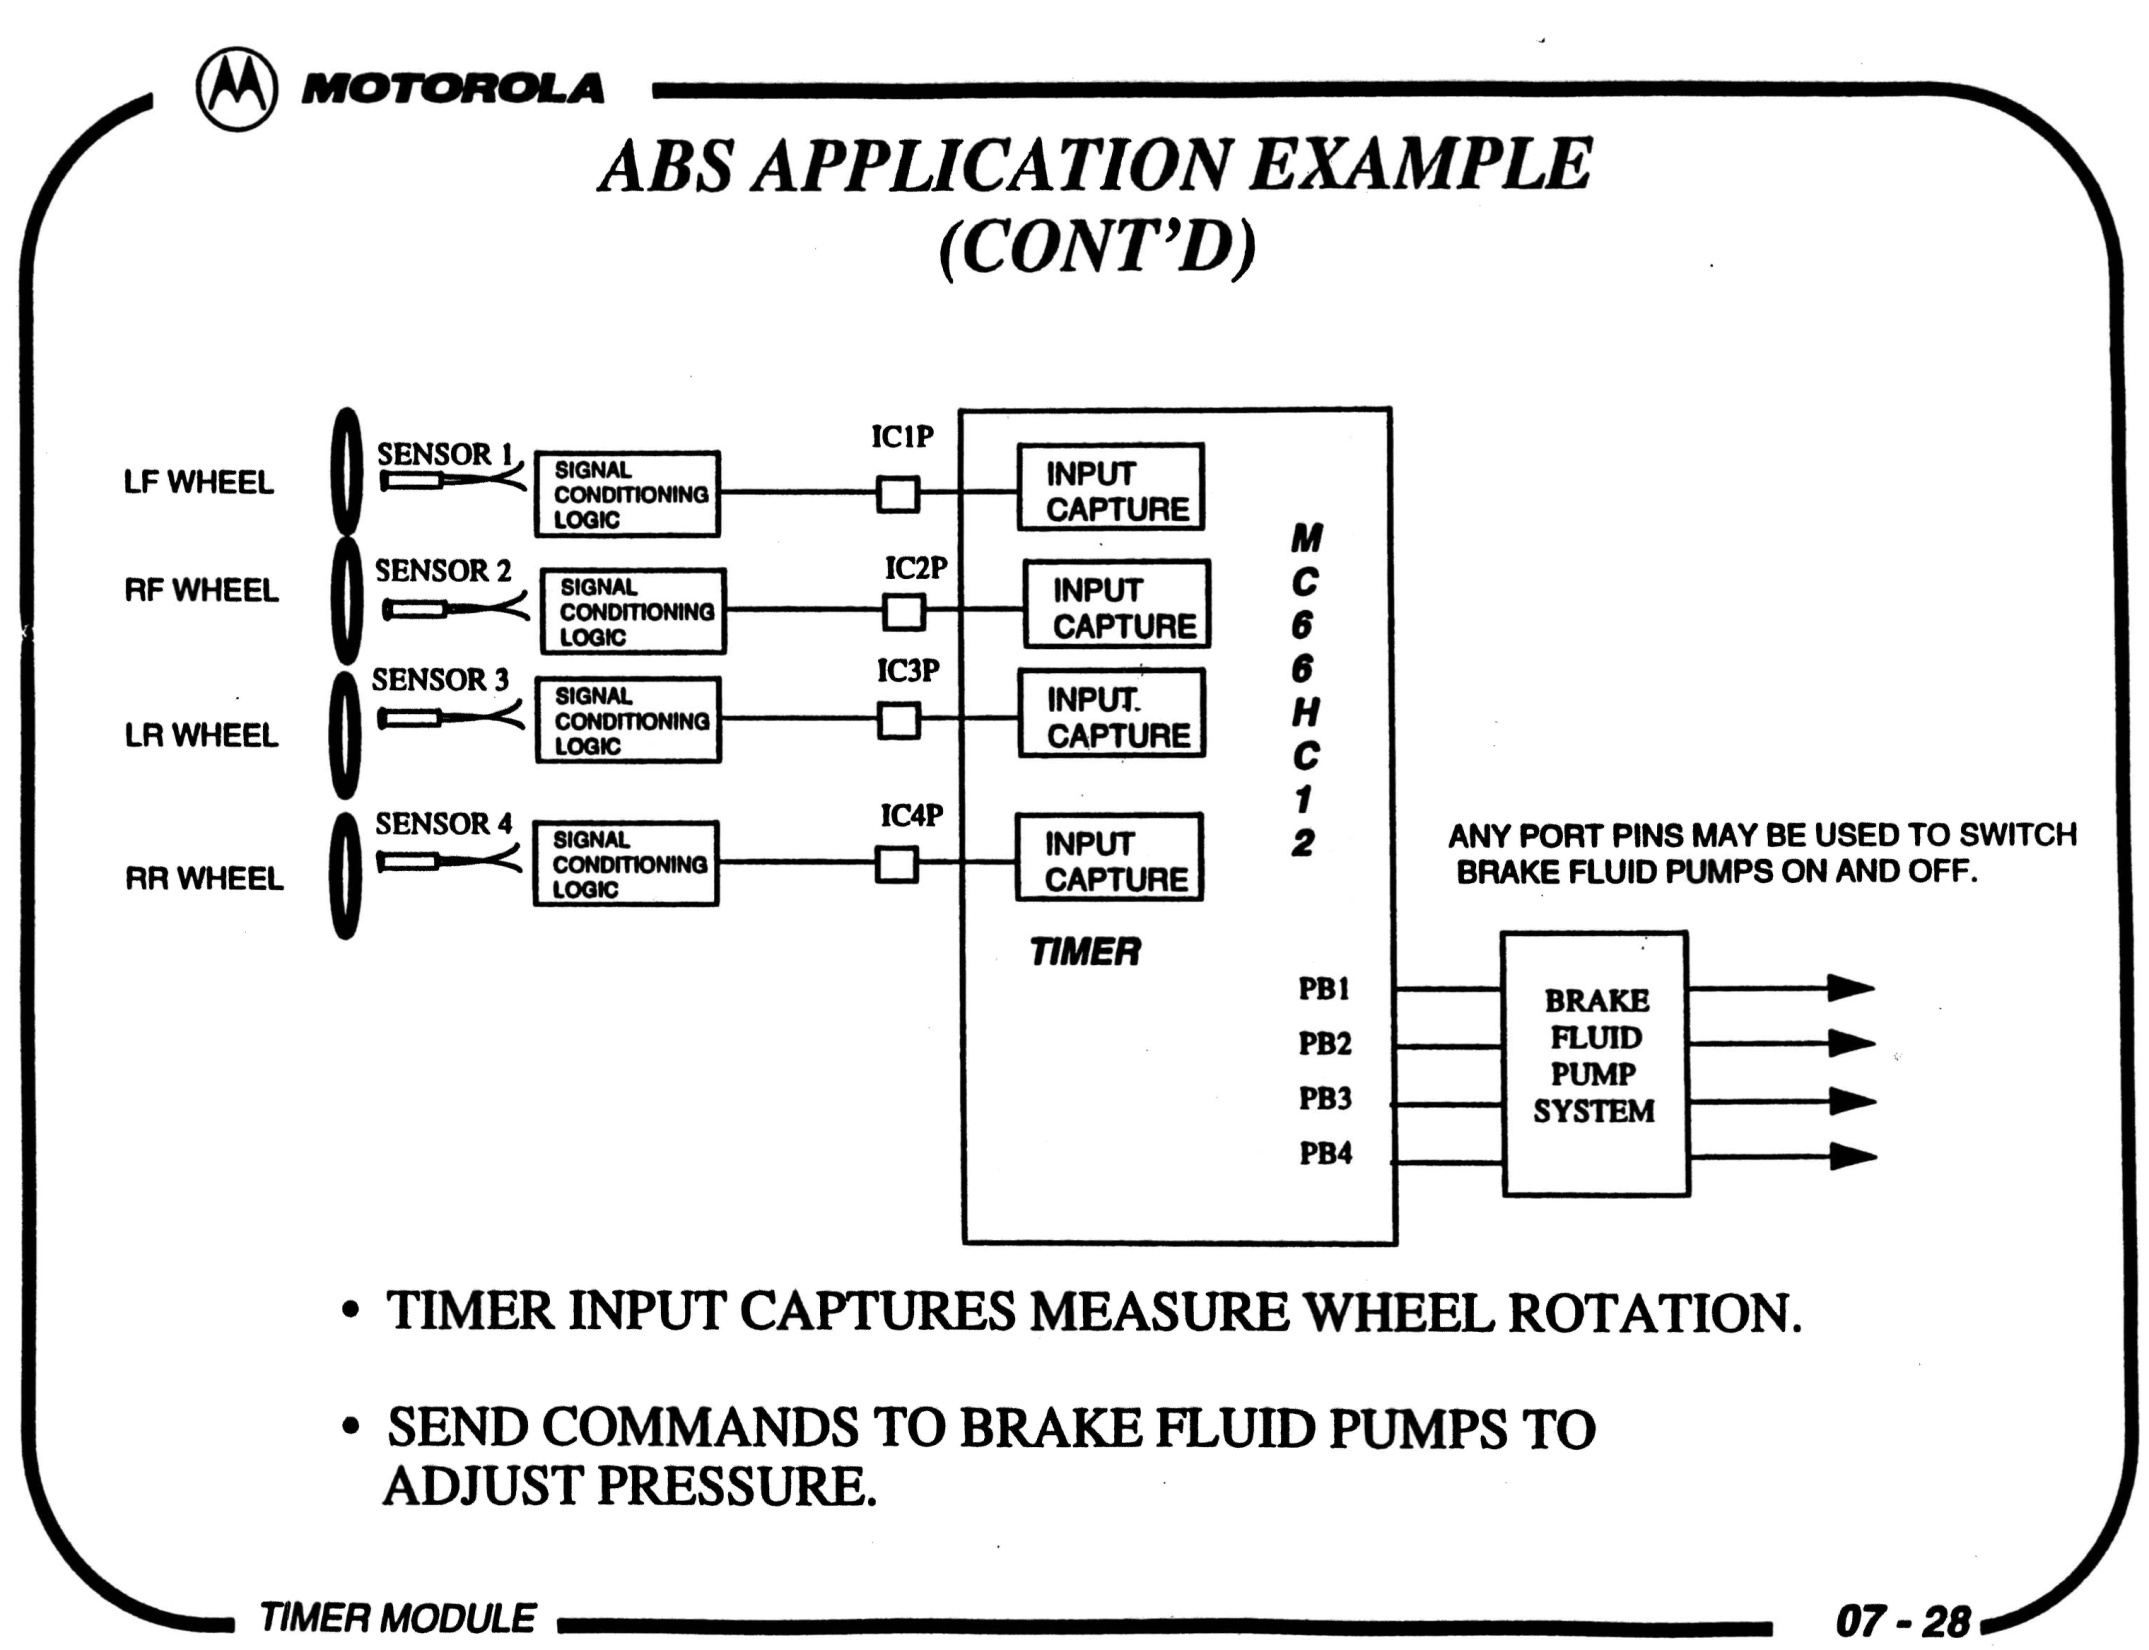 MOTOROLA
ABS APPLICATION EXAMPLE
(CONT'D)
LF WHEEL
SENSOR 1
SIGNAL
CONDITIONING
LOGIC
IC1P
INPUT
CAPTURE
RF WHEEL
SENSOR 2
SIGNAL
CONDITIONING
LOGIC
IC2P
INPUT
CAPTURE
LR WHEEL
SENSOR 3
SIGNAL
CONDITIONING
LOGIC
IC3P
INPUT
CAPTURE
RR WHEEL
SENSOR 4
SIGNAL
CONDITIONING
LOGIC
IC4P
INPUT
CAPTURE
TIMER
M
C
6
6
H
C
1
2
ANY PORT PINS MAY BE USED TO SWITCH
BRAKE FLUID PUMPS ON AND OFF.
PB1
PB2
PB3
PB4
BRAKE
FLUID
PUMP
SYSTEM
• TIMER INPUT CAPTURES MEASURE WHEEL ROTATION.
• SEND COMMANDS TO BRAKE FLUID PUMPS TO
ADJUST PRESSURE.
TIMER MODULE
07 - 28